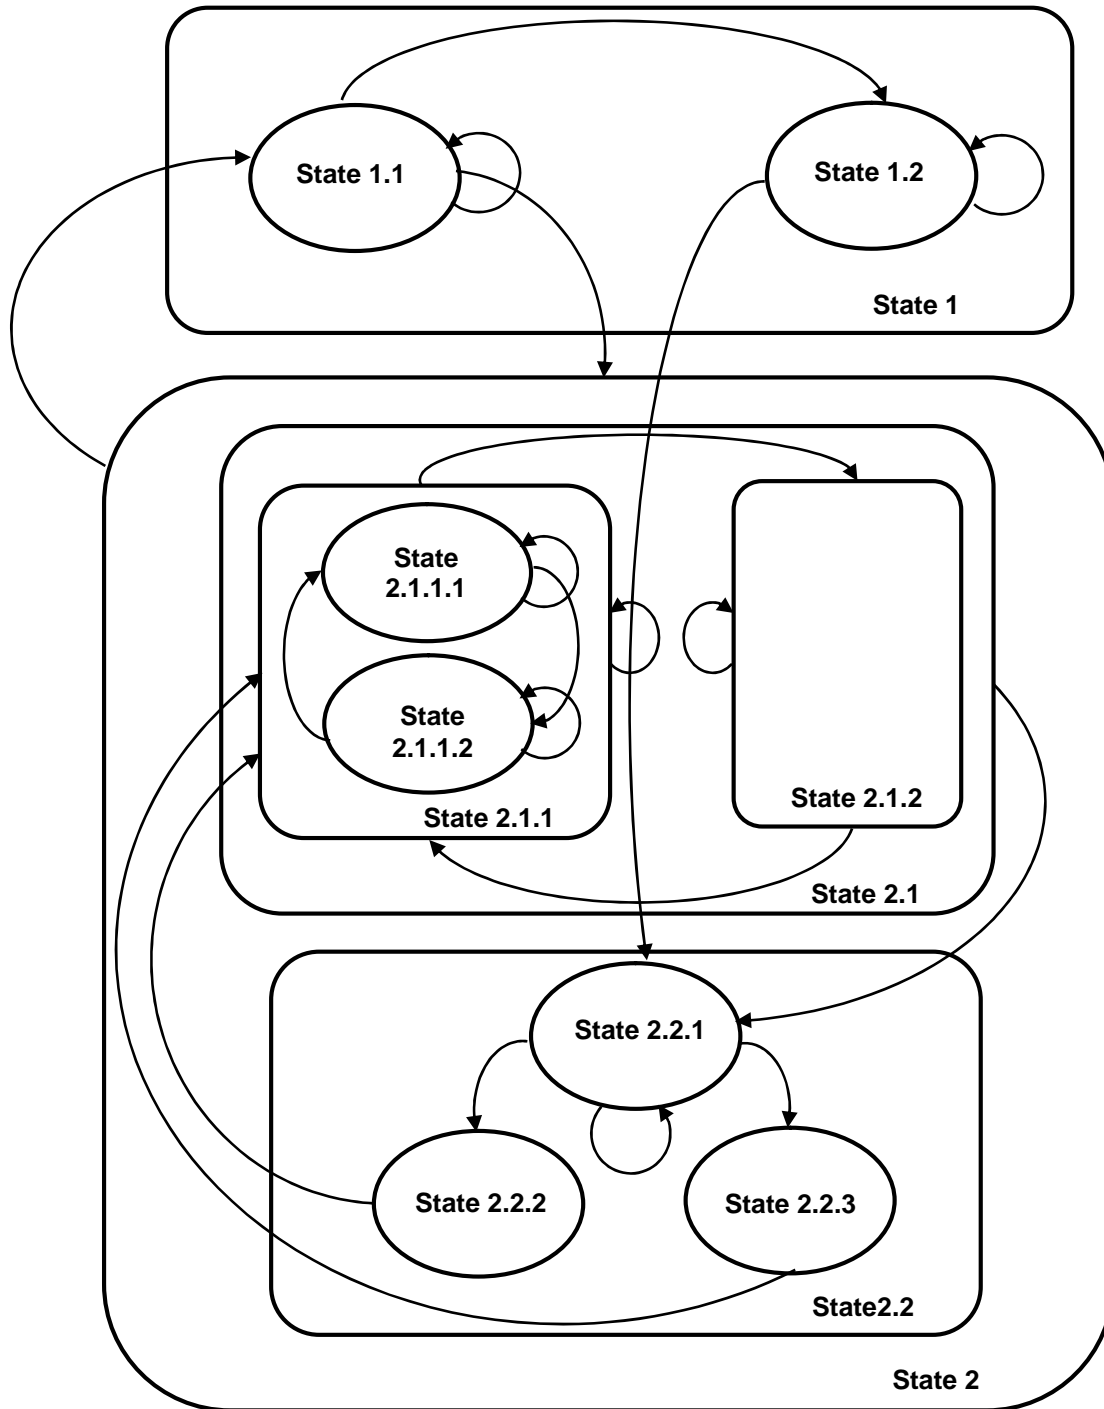 State 1.1
State 1.2
State 1
State
2.1.1.1
State
2.1.1.2
State 2.1.1
State 2.1.2
State 2.1
State 2.2.1
State 2.2.2
State 2.2.3
State2.2
State 2